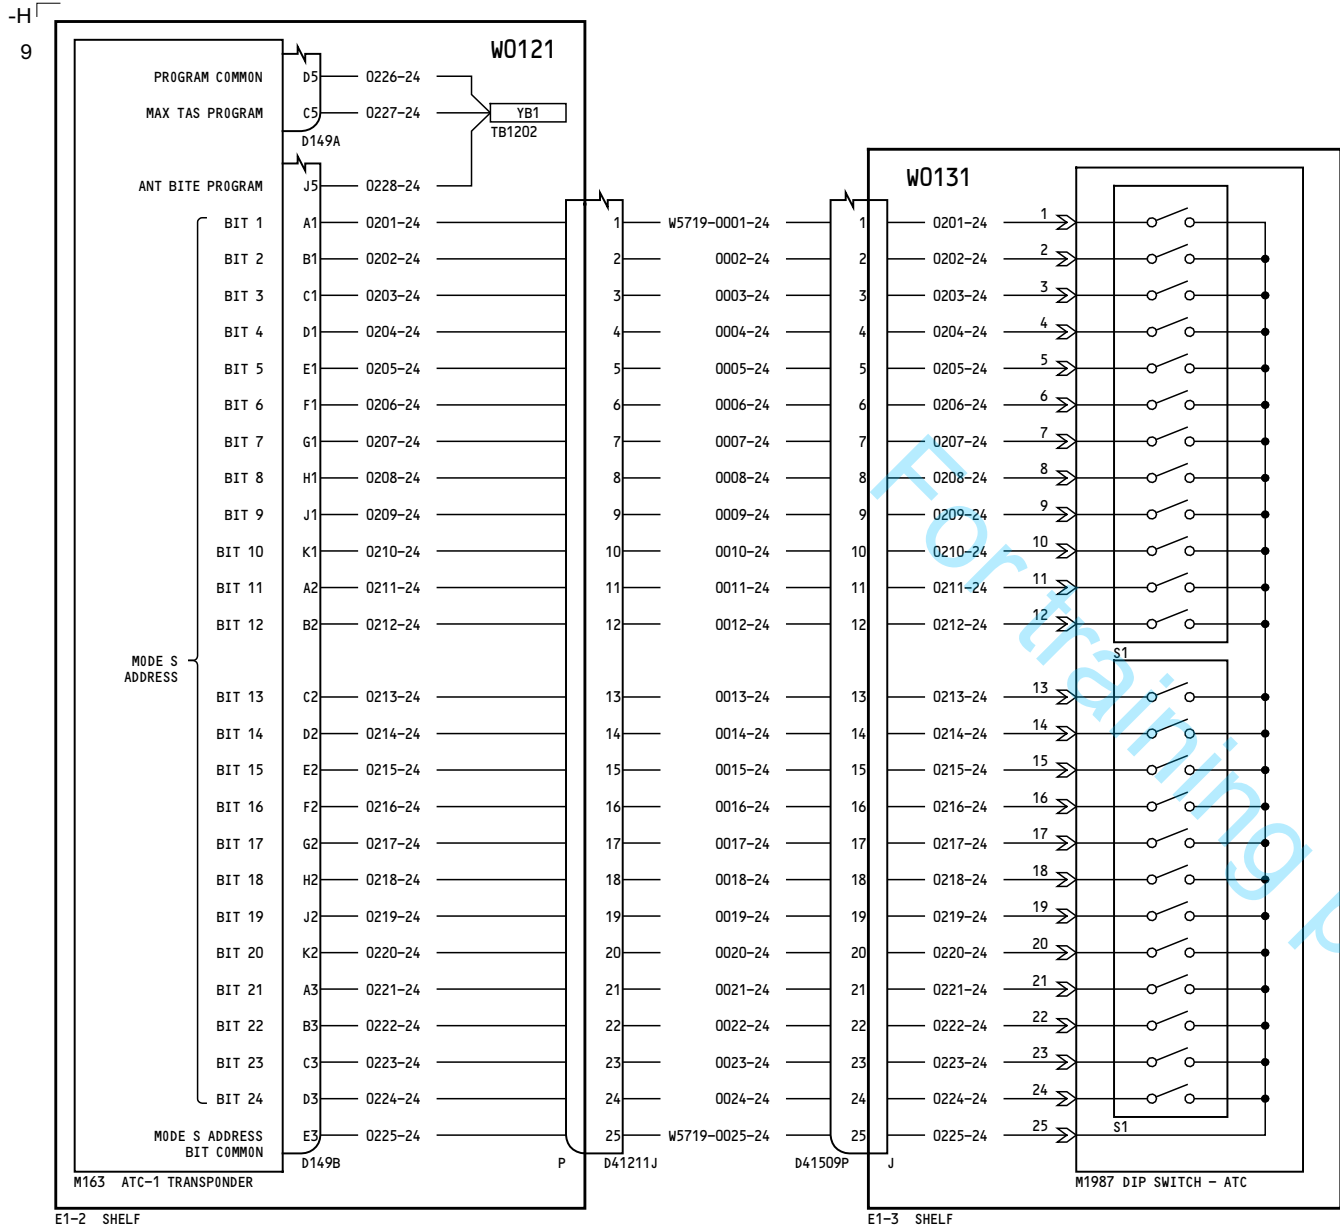 -H
9
W0121
PROGRAM COMMON D5 0226-24
MAX TAS PROGRAM C5 0227-24 YB1
TB1202
D149A
W0131
ANT BITE PROGRAM J5 0228-24
BIT 1 A1 0201-24 1 W5719-0001-24 1 0201-24 1
BIT 2 B1 0202-24 2 0002-24 2 0202-24 2
BIT 3 C1 0203-24 3 0003-24 3 0203-24 3
BIT 4 D1 0204-24 4 0004-24 4 0204-24 4
BIT 5 E1 0205-24 5 0005-24 5 0205-24 5
BIT 6 F1 0206-24 6 0006-24 6 0206-24 6
BIT 7 G1 0207-24 7 0007-24 7 0207-24 7
BIT 8 H1 0208-24 8 0008-24 8 0208-24 8
BIT 9 J1 0209-24 9 0009-24 9 0209-24 9
BIT 10 K1 0210-24 10 0010-24 10 0210-24 10
BIT 11 A2 0211-24 11 0011-24 11 0211-24 11
BIT 12 B2 0212-24 12 0012-24 12 0212-24 12
S1
MODE S
ADDRESS
BIT 13 C2 0213-24 13 0013-24 13 0213-24 13
BIT 14 D2 0214-24 14 0014-24 14 0214-24 14
BIT 15 E2 0215-24 15 0015-24 15 0215-24 15
BIT 16 F2 0216-24 16 0016-24 16 0216-24 16
BIT 17 G2 0217-24 17 0017-24 17 0217-24 17
BIT 18 H2 0218-24 18 0018-24 18 0218-24 18
BIT 19 J2 0219-24 19 0019-24 19 0219-24 19
BIT 20 K2 0220-24 20 0020-24 20 0220-24 20
BIT 21 A3 0221-24 21 0021-24 21 0221-24 21
BIT 22 B3 0222-24 22 0022-24 22 0222-24 22
BIT 23 C3 0223-24 23 0023-24 23 0223-24 23
BIT 24 D3 0224-24 24 0024-24 24 0224-24 24
S1
MODE S ADDRESS E3 0225-24 25 W5719-0025-24 25 0225-24 25
BIT COMMON
D149B P D41211J D41509P J
M163 ATC-1 TRANSPONDER
M1987 DIP SWITCH - ATC
E1-2 SHELF
E1-3 SHELF
For training p